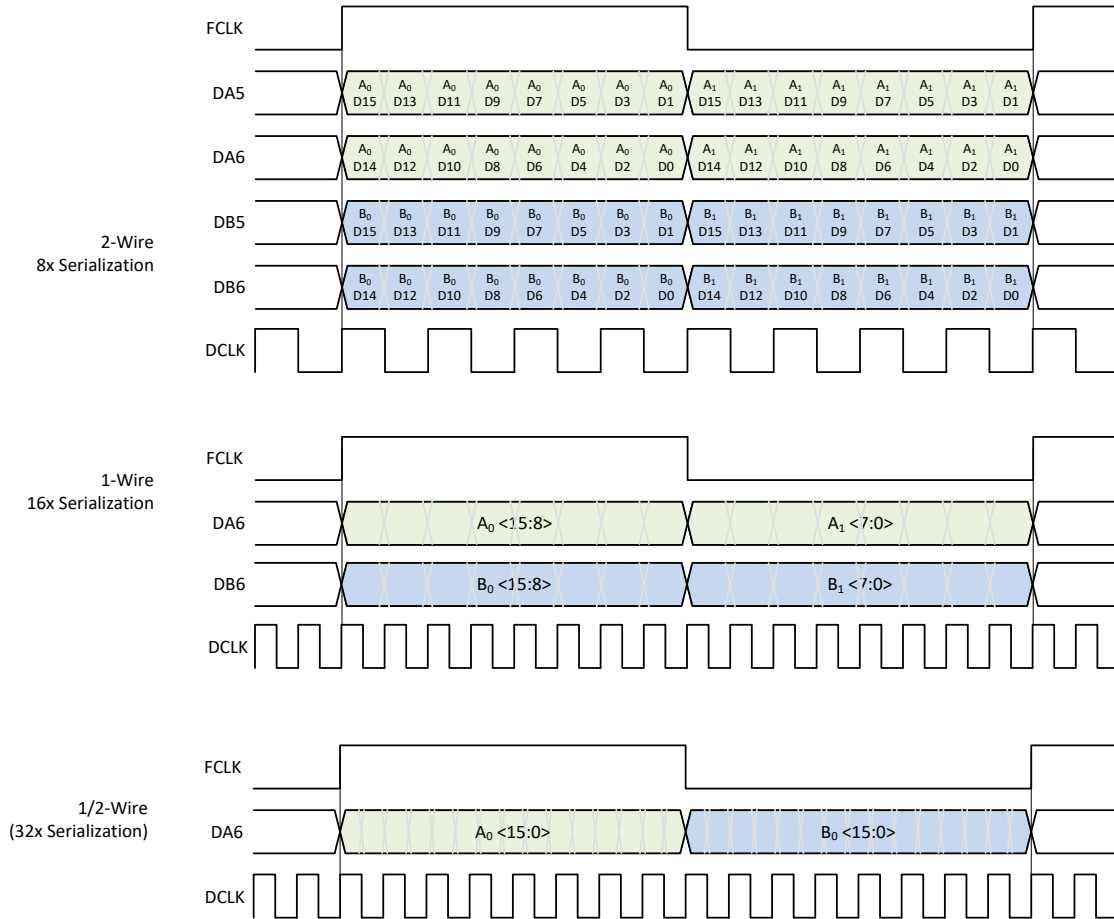 FCLK
DA5
A0 A0 A0 A0 A0 A0 A0 A0 A1 A1 A1 A1 A1 A1 A1 A1
D15 D13 D11 D9 D7 D5 D3 D1 D15 D13 D11 D9 D7 D5 D3 D1
DA6
A0 A0 A0 A0 A0 A0 A0 A0 A1 A1 A1 A1 A1 A1 A1 A1
D14 D12 D10 D8 D6 D4 D2 D0 D14 D12 D10 D8 D6 D4 D2 D0
2-Wire
8x Serialization
DB5
B0 B0 B0 B0 B0 B0 B0 B0 B1 B1 B1 B1 B1 B1 B1 B1
D15 D13 D11 D9 D7 D5 D3 D1 D15 D13 D11 D9 D7 D5 D3 D1
DB6
B0 B0 B0 B0 B0 B0 B0 B0 B1 B1 B1 B1 B1 B1 B1 B1
D14 D12 D10 D8 D6 D4 D2 D0 D14 D12 D10 D8 D6 D4 D2 D0
DCLK
FCLK
1-Wire
16x Serialization
DA6 A0 <15:8> A1 <7:0>
DB6 B0 <15:8> B1 <7:0>
DCLK
FCLK
1/2-Wire
(32x Serialization)
DA6 A0 <15:0> B0 <15:0>
DCLK